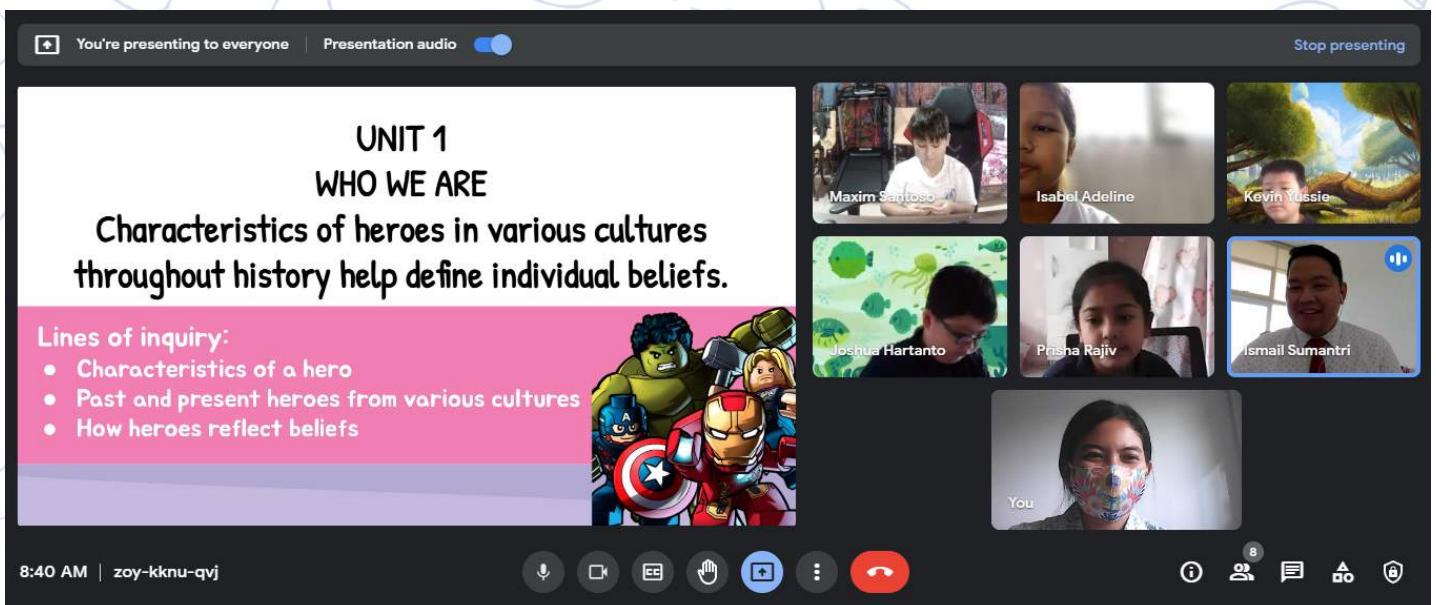 You're presenting to everyone | Presentation audio
Stop presenting
UNIT 1
WHO WE ARE
Characteristics of heroes in various cultures
throughout history help define individual beliefs.
Lines of inquiry:
● Characteristics of a hero
● Past and present heroes from various cultures
● How heroes reflect beliefs
Maxim Santoso
Isabel Adeline
Kevin Yussie
Joshua Hartanto
Prisha Rajiv
Ismail Sumantri
You
8:40 AM | zoy-kknu-qvj
CC
8
A